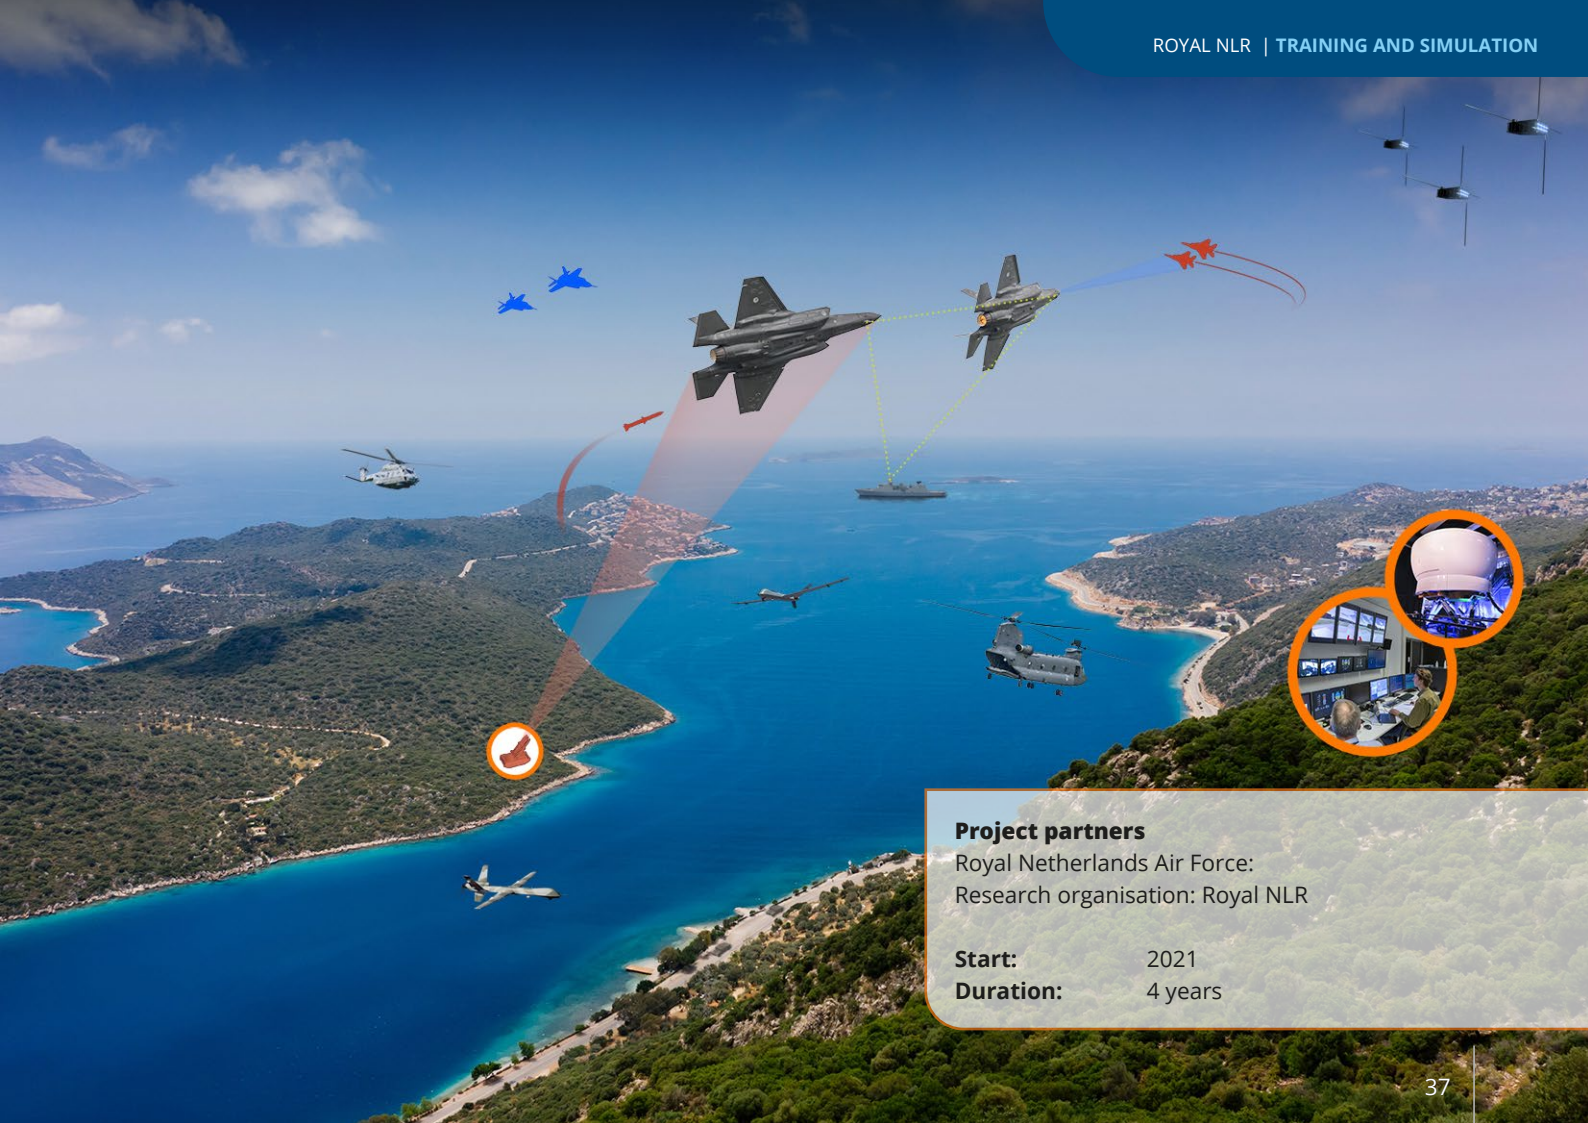 ROYAL NLR | TRAINING AND SIMULATION
Project partners
Royal Netherlands Air Force:
Research organisation: Royal NLR
Start: 2021
Duration: 4 years
37